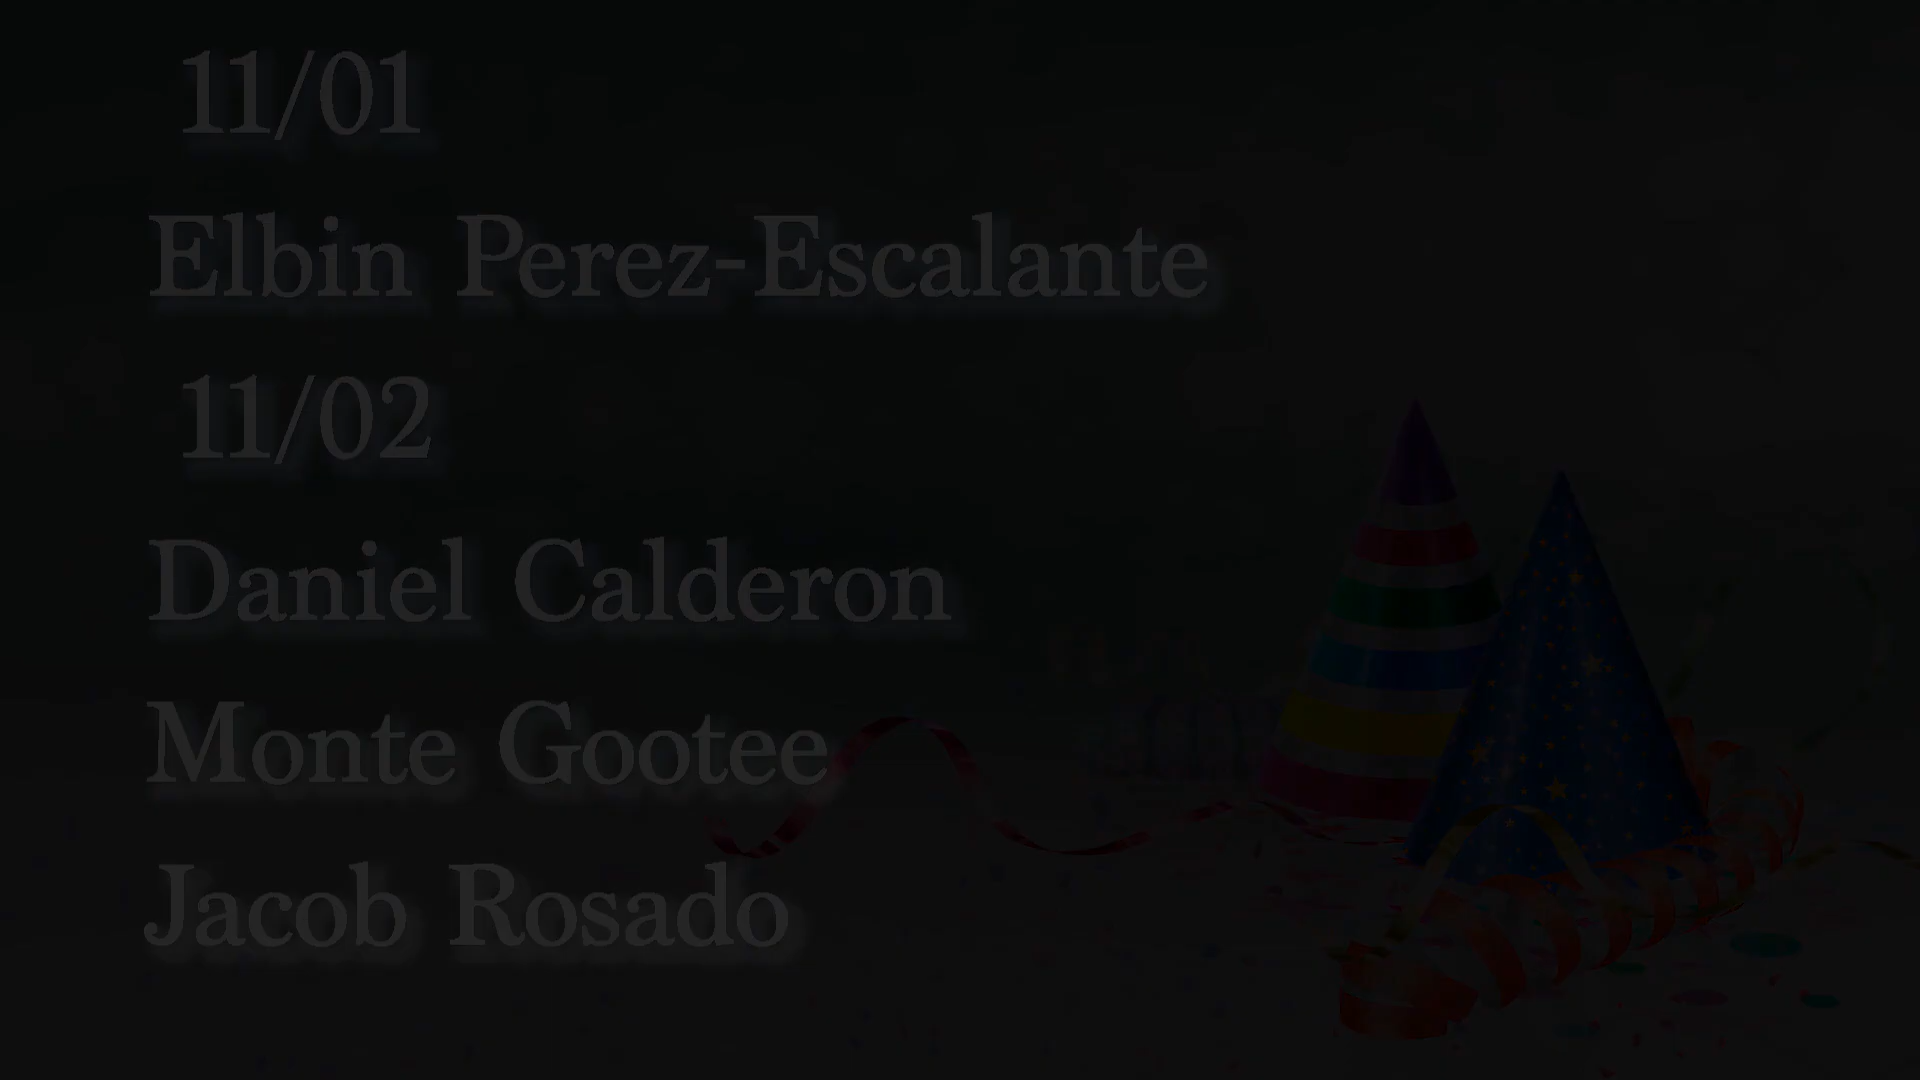 11/01
Elbin Perez-Escalante
11/02
Daniel Calderon
Monte Gootee
Jacob Rosado